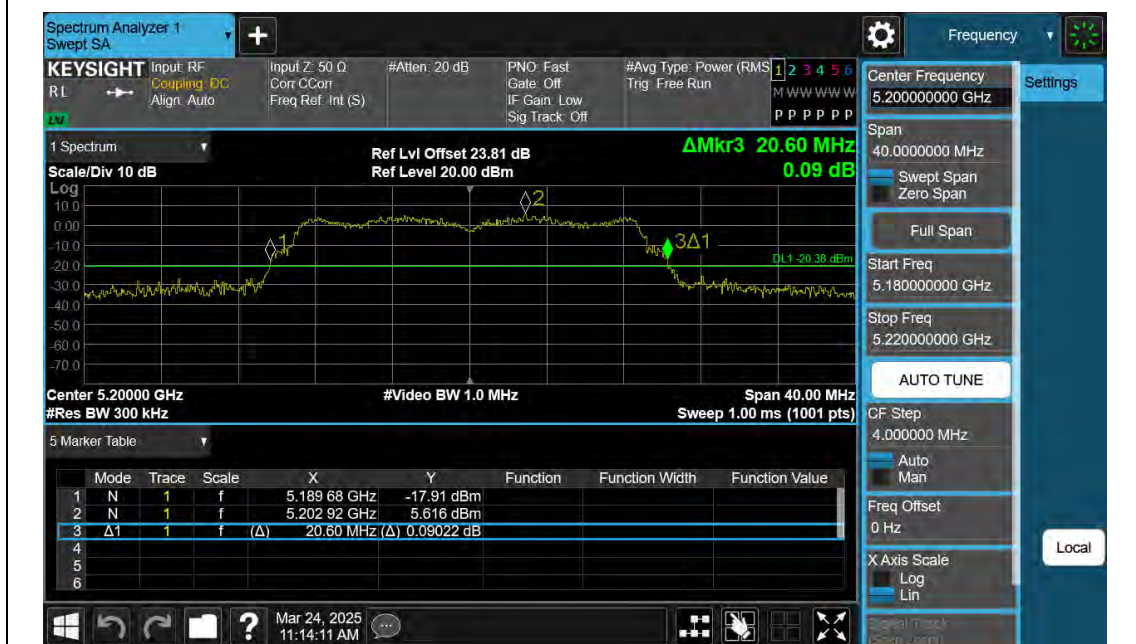 Spectrum Analyzer 1
Swept SA
+
Frequency
KEYSIGHT Input: RF Input Z: 50 Ω #Atten: 20 dB PNO: Fast #Avg Type: Power (RMS 1 2 3 4 5 6
RL Coupling: DC Corr CCorr Gate: Off Trig: Free Run M W W W W W
Align: Auto Freq Ref: Int (S) IF Gain: Low
Sig Track: Off P P P P P P
LXI
Center Frequency
5.200000000 GHz
Settings
1 Spectrum
Scale/Div 10 dB
Ref Lvl Offset 23.81 dB
Ref Level 20.00 dBm
ΔMkr3 20.60 MHz
0.09 dB
Span
40.0000000 MHz
Swept Span
Zero Span
Full Span
Log
10.0
0.00
-10.0
-20.0
-30.0
-40.0
-50.0
-60.0
-70.0
1
2
3Δ1
DL1 -20.38 dBm
Start Freq
5.180000000 GHz
Stop Freq
5.220000000 GHz
AUTO TUNE
Center 5.20000 GHz #Video BW 1.0 MHz Span 40.00 MHz
#Res BW 300 kHz Sweep 1.00 ms (1001 pts)
CF Step
4.000000 MHz
Auto
Man
5 Marker Table
Mode Trace Scale X Y Function Function Width Function Value
1 N 1 f 5.189 68 GHz -17.91 dBm
2 N 1 f 5.202 92 GHz 5.616 dBm
3 Δ1 1 f (Δ) 20.60 MHz (Δ) 0.09022 dB
4
5
6
Freq Offset
0 Hz
X Axis Scale
Log
Lin
Local
Signal Track
?
Mar 24, 2025
11:14:11 AM